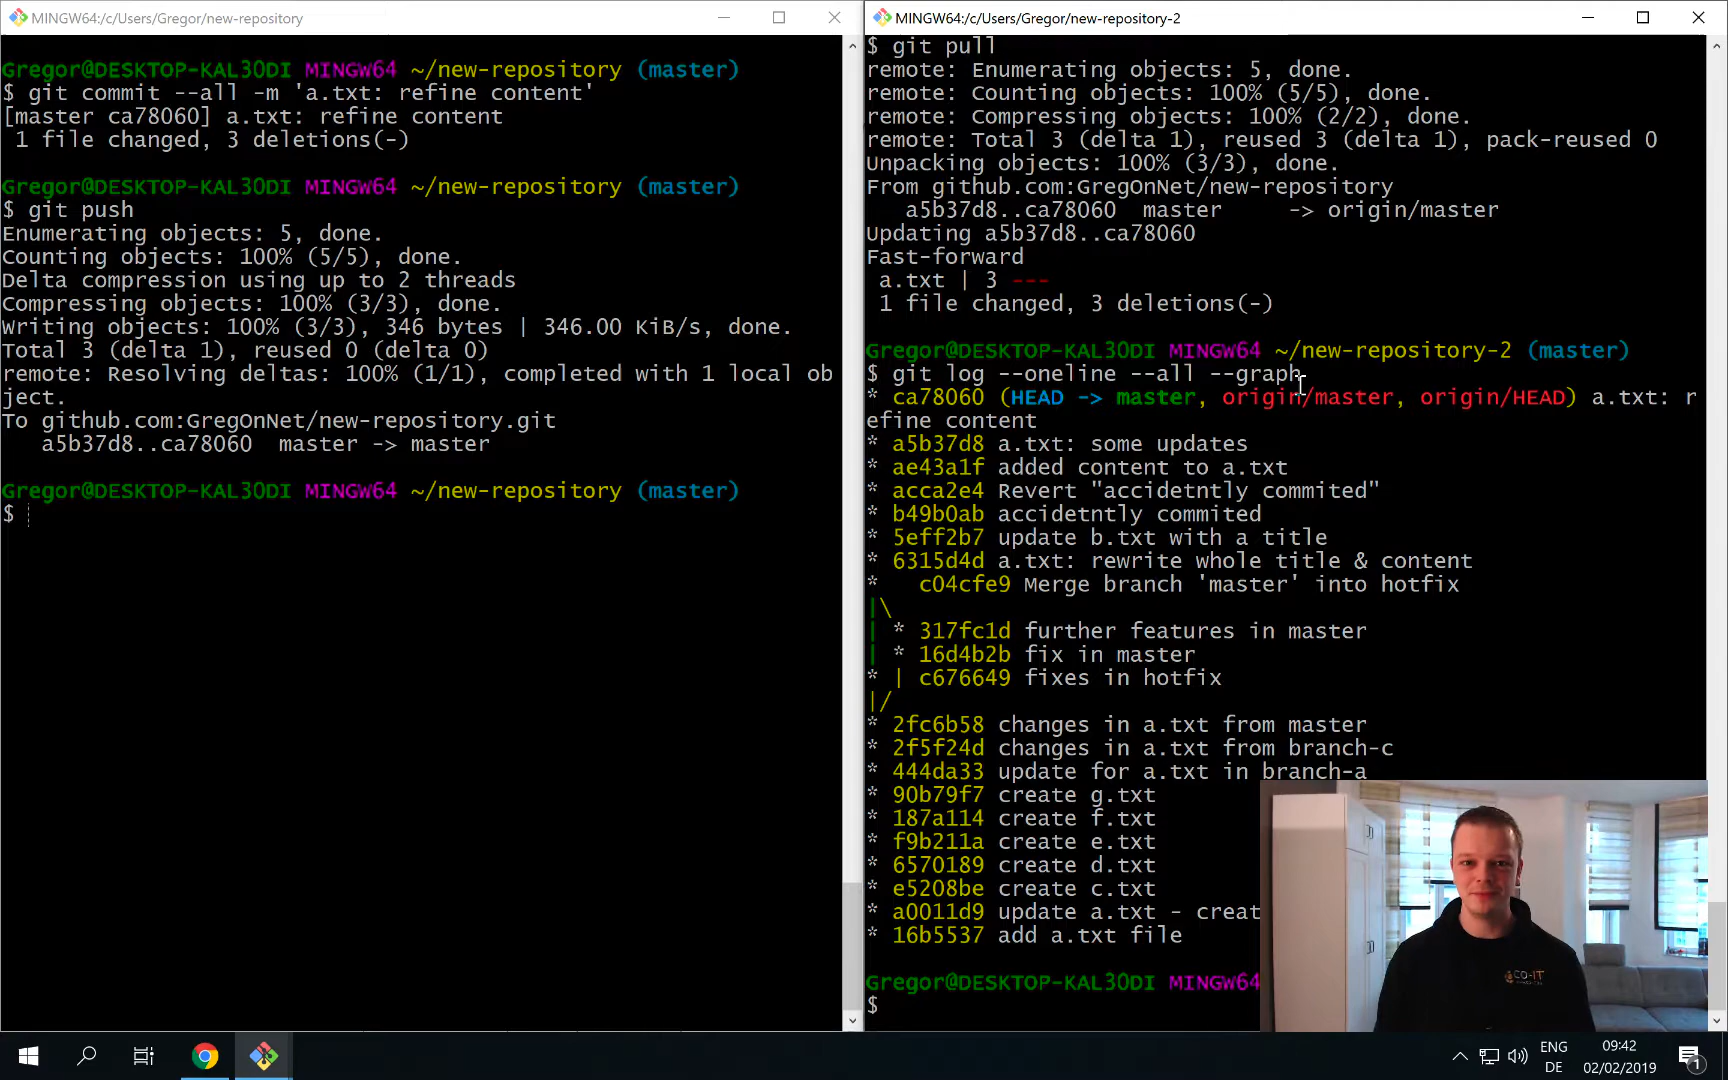 MINGW64:/c/Users/Gregor/new-repository
Gregor@DESKTOP-KAL30DI MINGW64 ~/new-repository (master)
$ git commit --all -m 'a.txt: refine content'
[master ca78060] a.txt: refine content
1 file changed, 3 deletions(-)
Gregor@DESKTOP-KAL30DI MINGW64 ~/new-repository (master)
$ git push
Enumerating objects: 5, done.
Counting objects: 100% (5/5), done.
Delta compression using up to 2 threads
Compressing objects: 100% (3/3), done.
Writing objects: 100% (3/3), 346 bytes | 346.00 KiB/s, done.
Total 3 (delta 1), reused 0 (delta 0)
remote: Resolving deltas: 100% (1/1), completed with 1 local ob
ject.
To github.com:GregOnNet/new-repository.git
a5b37d8..ca78060  master -> master
Gregor@DESKTOP-KAL30DI MINGW64 ~/new-repository (master)
$
MINGW64:/c/Users/Gregor/new-repository-2
$ git pull
remote: Enumerating objects: 5, done.
remote: Counting objects: 100% (5/5), done.
remote: Compressing objects: 100% (2/2), done.
remote: Total 3 (delta 1), reused 3 (delta 1), pack-reused 0
Unpacking objects: 100% (3/3), done.
From github.com:GregOnNet/new-repository
a5b37d8..ca78060  master     -> origin/master
Updating a5b37d8..ca78060
Fast-forward
a.txt | 3 ---
1 file changed, 3 deletions(-)
Gregor@DESKTOP-KAL30DI MINGW64 ~/new-repository-2 (master)
$ git log --oneline --all --graph
* ca78060 (HEAD -> master, origin/master, origin/HEAD) a.txt: r
efine content
* a5b37d8 a.txt: some updates
* ae43a1f added content to a.txt
* acca2e4 Revert "accidetntly commited"
* b49b0ab accidetntly commited
* 5eff2b7 update b.txt with a title
* 6315d4d a.txt: rewrite whole title & content
*   c04cfe9 Merge branch 'master' into hotfix
|\
| * 317fc1d further features in master
| * 16d4b2b fix in master
* | c676649 fixes in hotfix
|/
* 2fc6b58 changes in a.txt from master
* 2f5f24d changes in a.txt from branch-c
* 444da33 update for a.txt in branch-a
* 90b79f7 create g.txt
* 187a114 create f.txt
* f9b211a create e.txt
* 6570189 create d.txt
* e5208be create c.txt
* a0011d9 update a.txt - creat
* 16b5537 add a.txt file
Gregor@DESKTOP-KAL30DI MINGW64
$
CO-IT
ENG
DE
09:42
02/02/2019
1